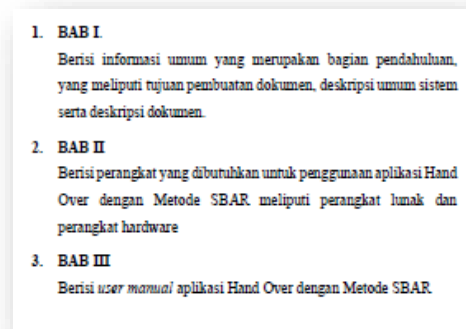 1. BAB I.
Berisi informasi umum yang merupakan bagian pendahuluan,
yang meliputi tujuan pembuatan dokumen, deskripsi umum sistem
serta deskripsi dokumen.
2. BAB II
Berisi perangkat yang dibutuhkan untuk penggunaan aplikasi Hand
Over dengan Metode SBAR meliputi perangkat lunak dan
perangkat hardware
3. BAB III
Berisi user manual aplikasi Hand Over dengan Metode SBAR